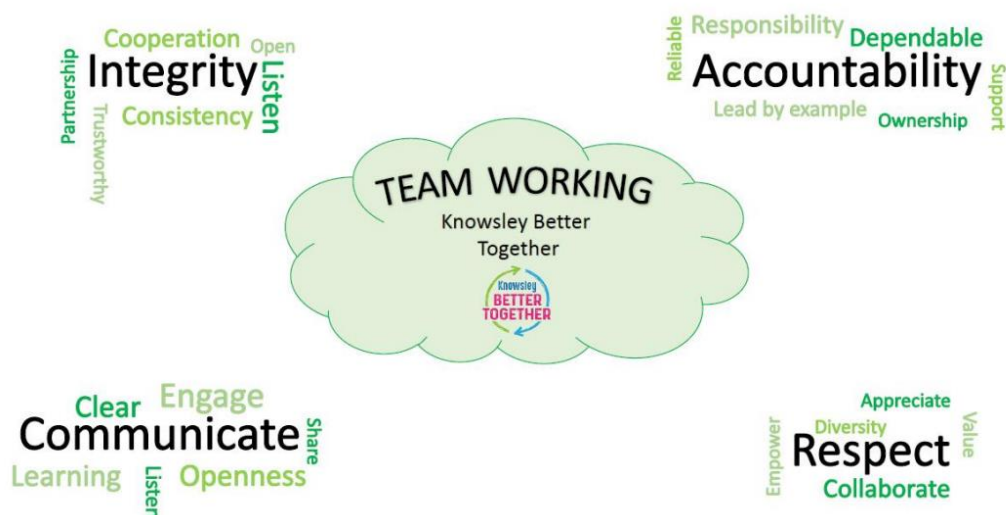 Cooperation
Open
Integrity
Listen
Partnership
Consistency
Trustworthy
Responsibility
Reliable
Dependable
Accountability
Support
Lead by example
Ownership
TEAM WORKING
Knowsley Better
Together
Knowsley
BETTER
TOGETHER
Engage
Clear
Communicate
Share
Learning
Listen
Openness
Appreciate
Diversity
Value
Empower
Respect
Collaborate